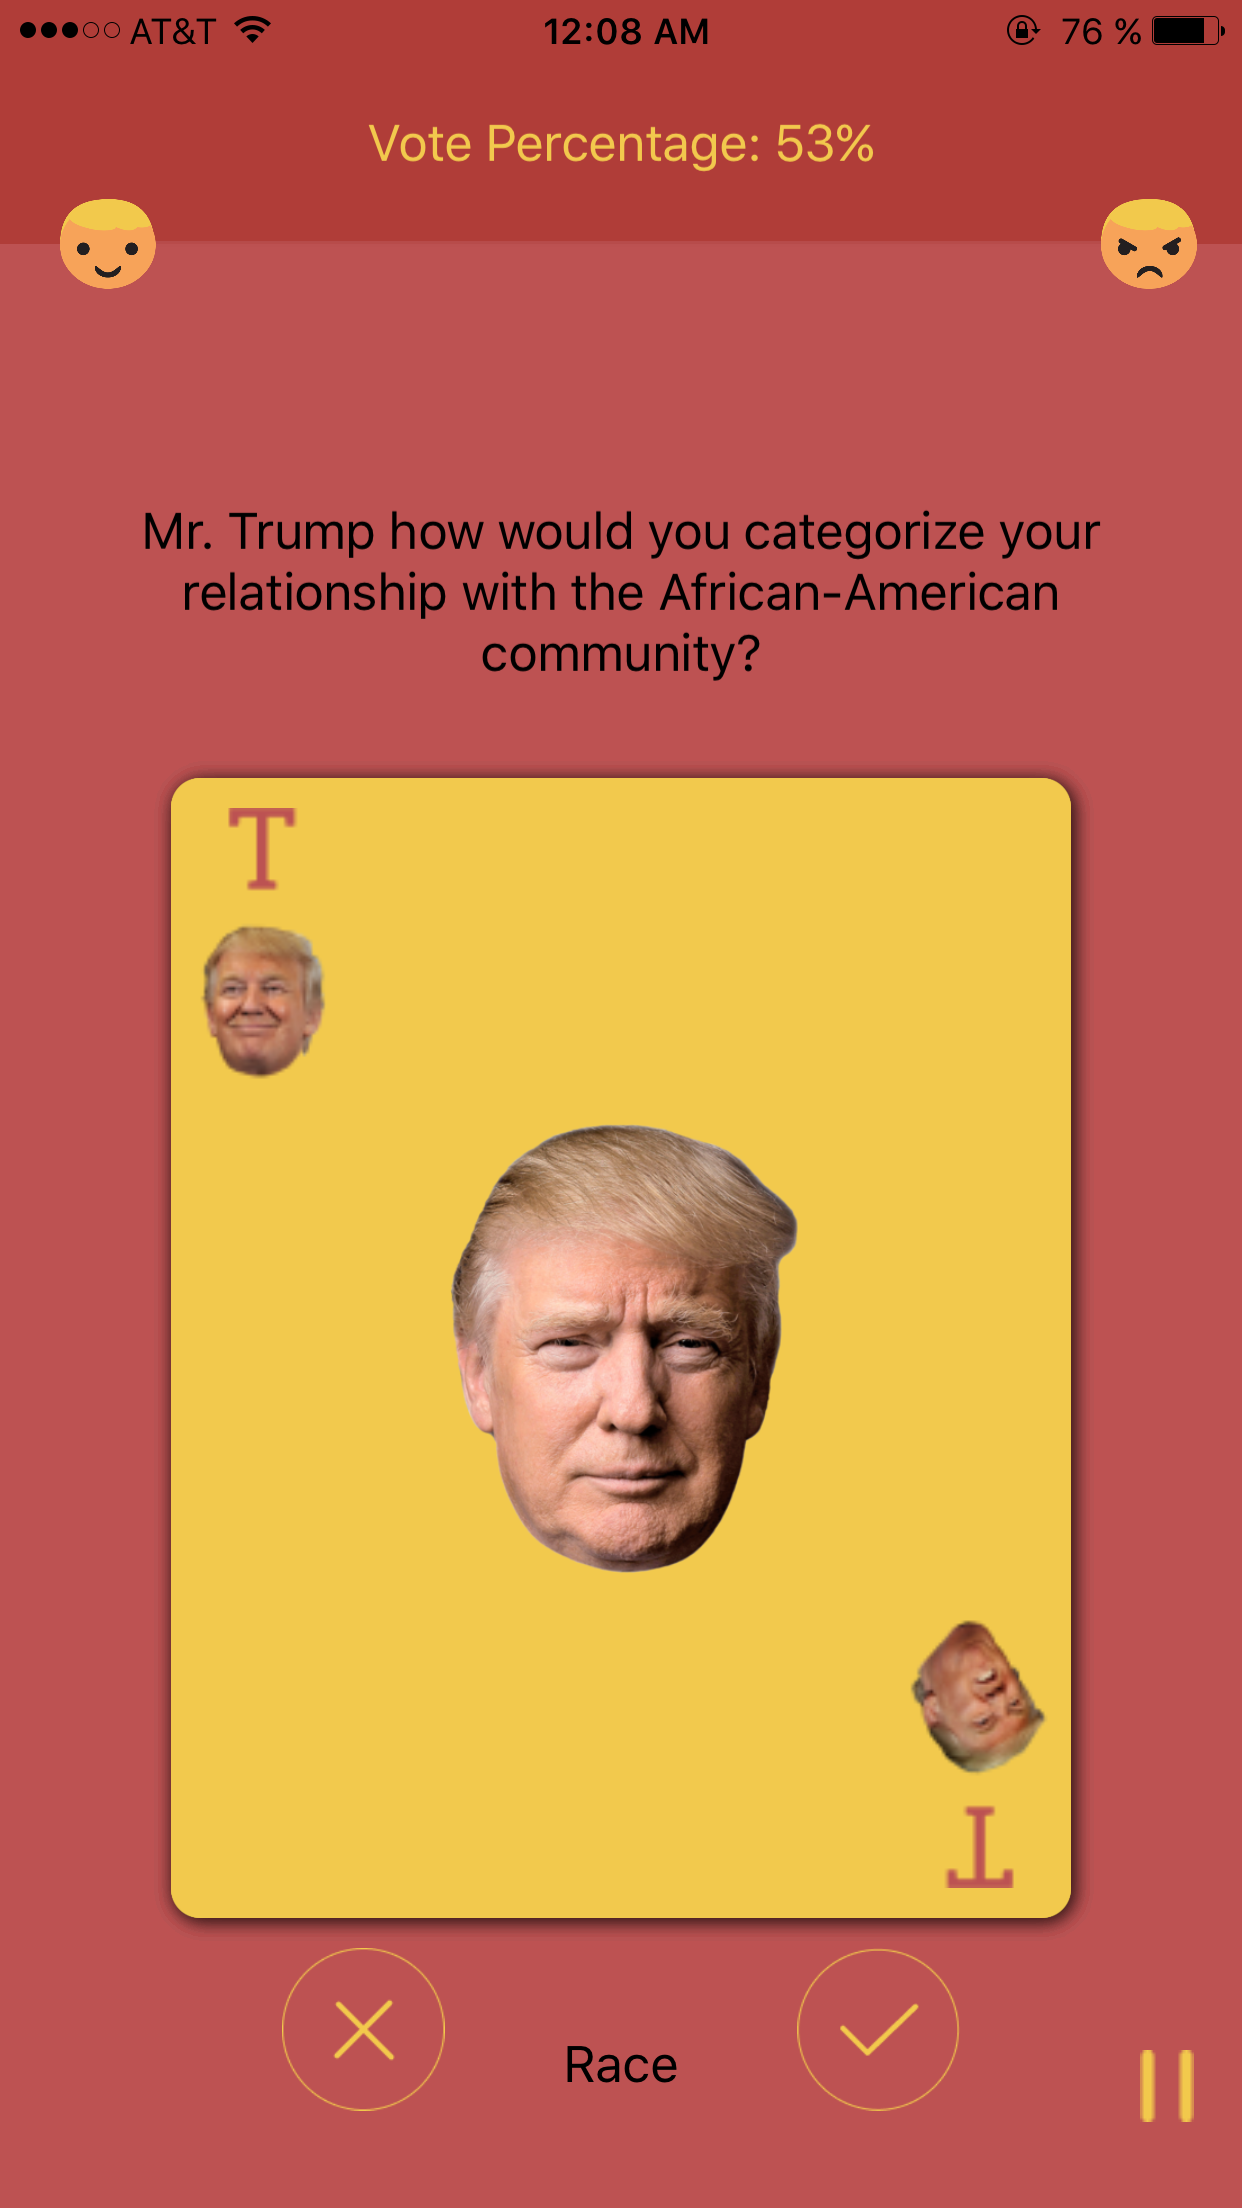 AT&T 12:08 AM 76 %
Vote Percentage: 53%
Mr. Trump how would you categorize your
relationship with the African-American
community?
T
T
Race